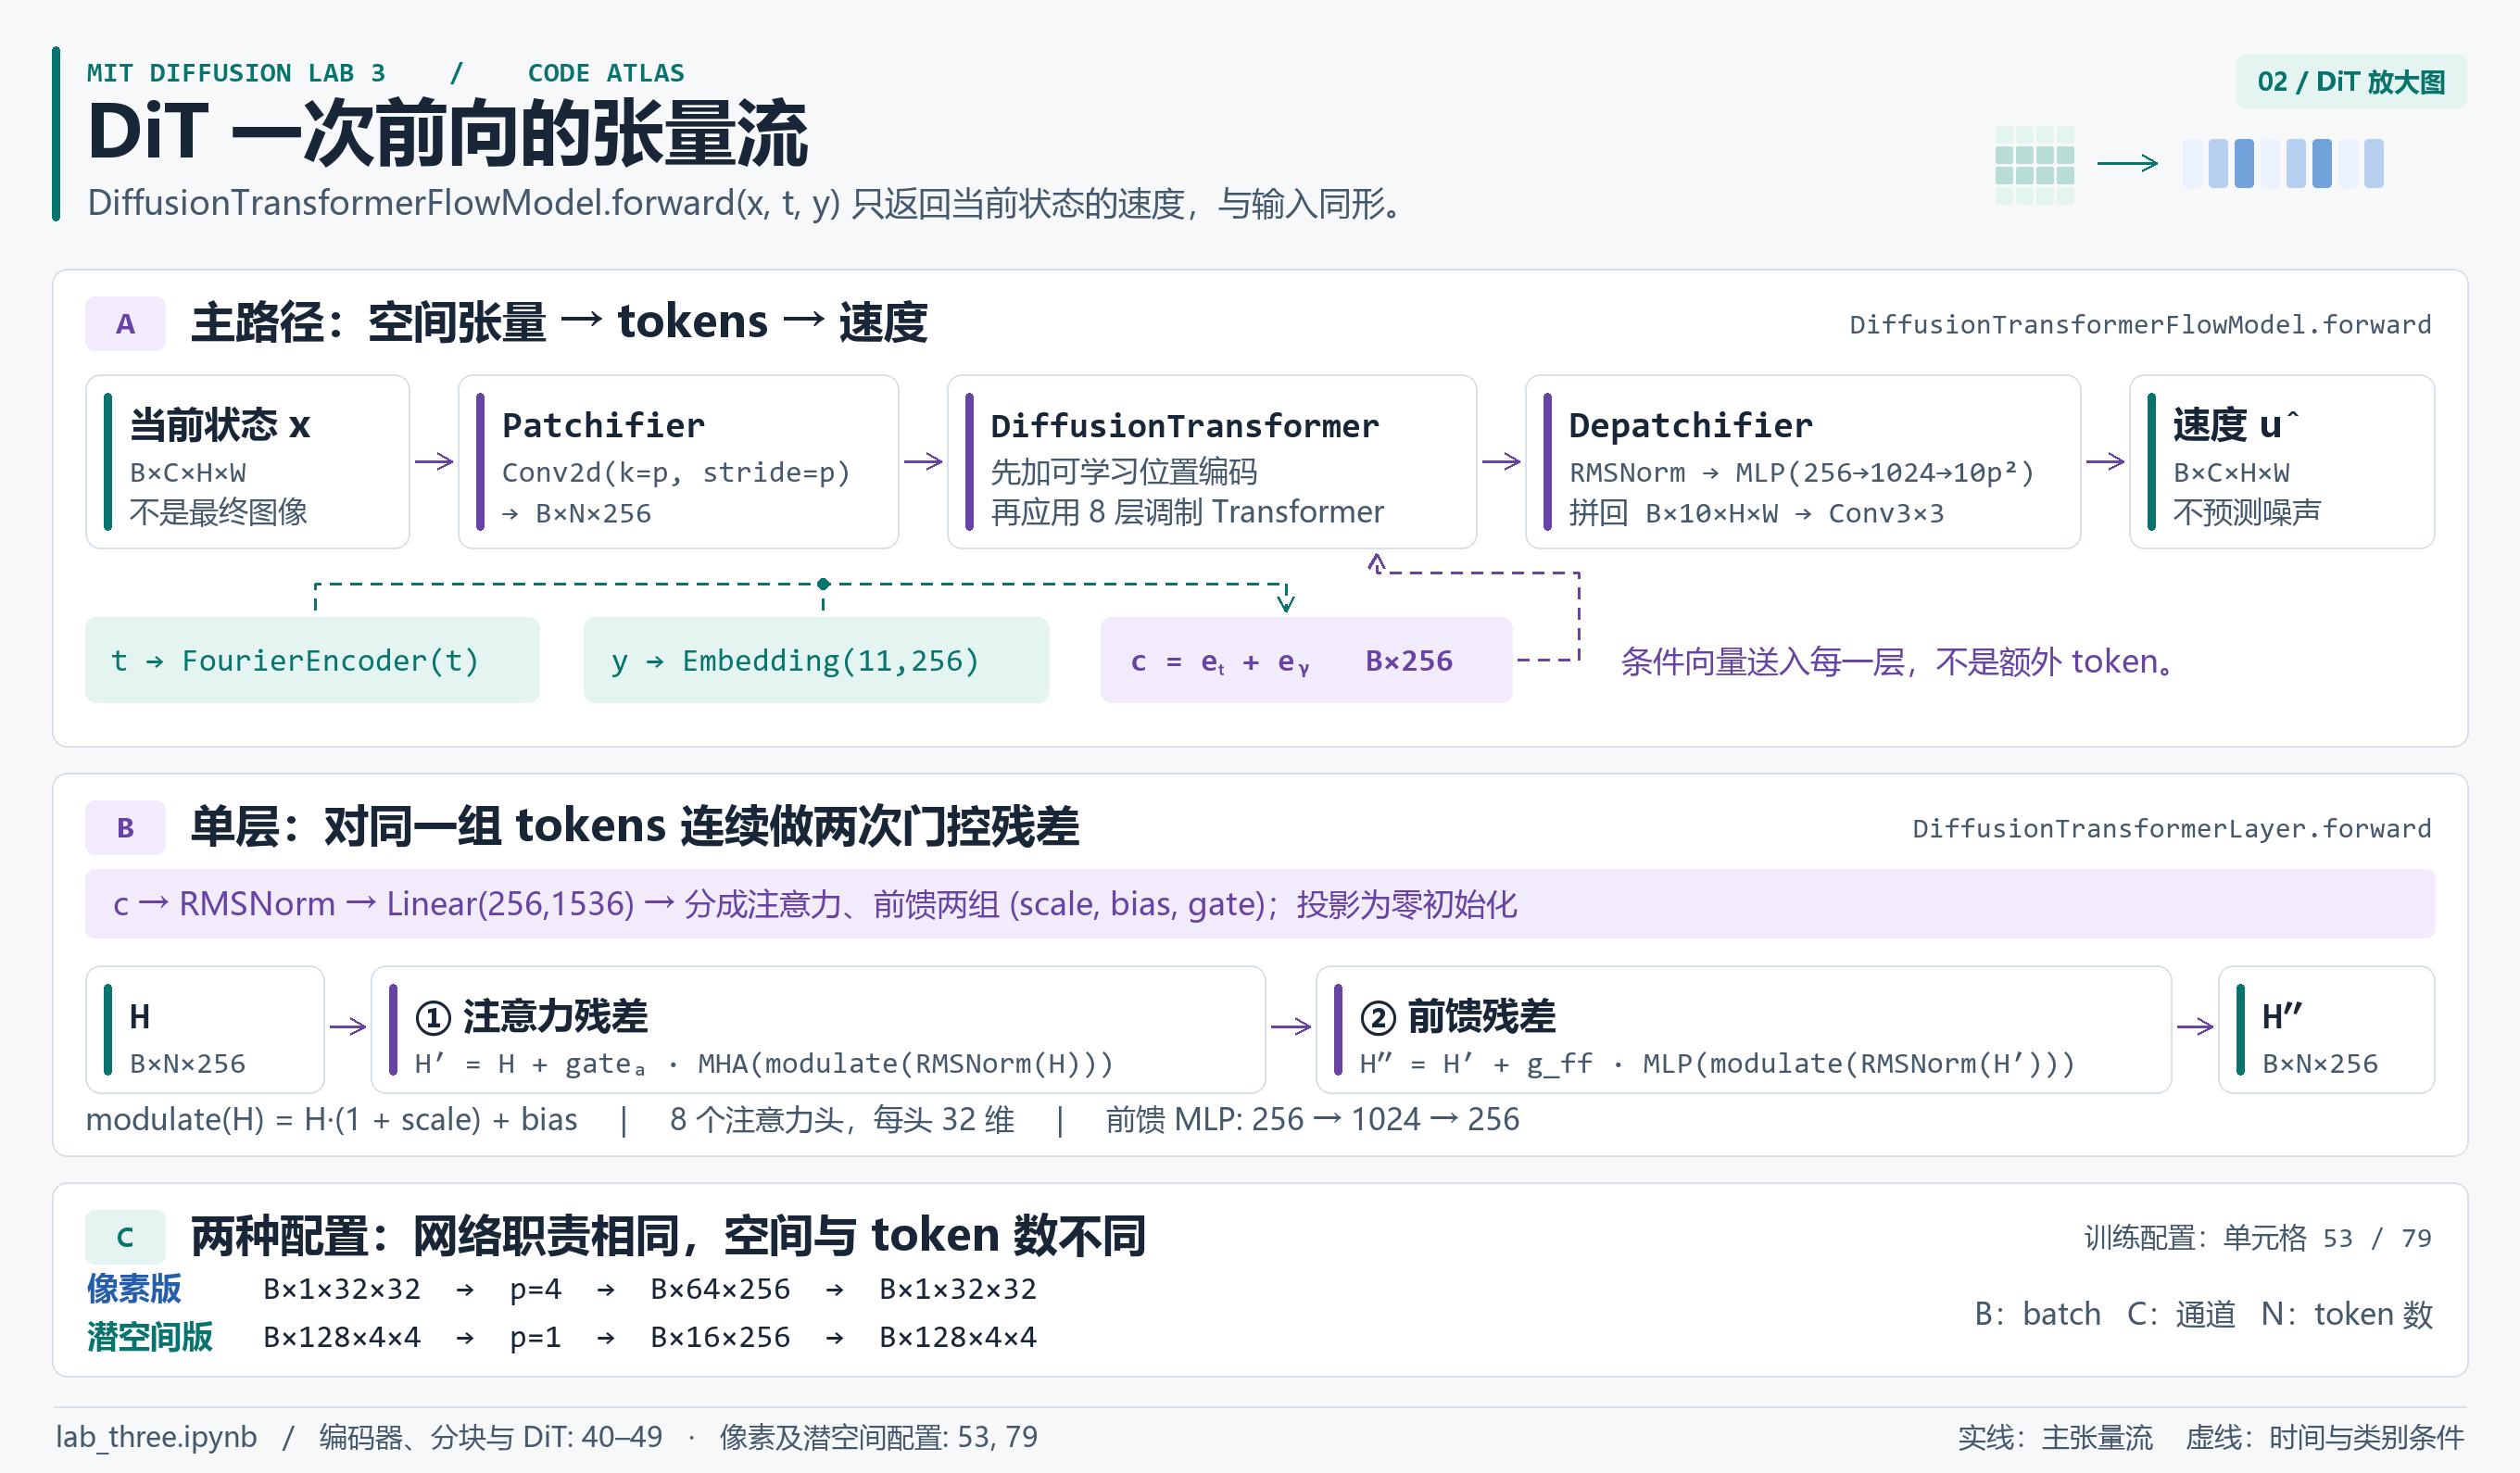 MIT DIFFUSION LAB 3 / CODE ATLAS
02 / DiT 放大图
DiT 一次前向的张量流
DiffusionTransformerFlowModel.forward(x, t, y) 只返回当前状态的速度，与输入同形。
A 主路径：空间张量 → tokens → 速度
DiffusionTransformerFlowModel.forward
当前状态 x
B×C×H×W
不是最终图像
Patchifier
Conv2d(k=p, stride=p)
→ B×N×256
DiffusionTransformer
先加可学习位置编码
再应用 8 层调制 Transformer
Depatchifier
RMSNorm → MLP(256→1024→10p²)
拼回 B×10×H×W → Conv3×3
速度 uˆ
B×C×H×W
不预测噪声
t → FourierEncoder(t)
y → Embedding(11,256)
c = eₜ + eᵧ B×256
条件向量送入每一层，不是额外 token。
B 单层：对同一组 tokens 连续做两次门控残差
DiffusionTransformerLayer.forward
c → RMSNorm → Linear(256,1536) → 分成注意力、前馈两组 (scale, bias, gate)；投影为零初始化
H
B×N×256
① 注意力残差
H′ = H + gateₐ · MHA(modulate(RMSNorm(H)))
② 前馈残差
H″ = H′ + g_ff · MLP(modulate(RMSNorm(H′)))
H″
B×N×256
modulate(H) = H·(1 + scale) + bias | 8 个注意力头，每头 32 维 | 前馈 MLP: 256 → 1024 → 256
C 两种配置：网络职责相同，空间与 token 数不同
训练配置：单元格 53 / 79
像素版 B×1×32×32 → p=4 → B×64×256 → B×1×32×32
潜空间版 B×128×4×4 → p=1 → B×16×256 → B×128×4×4
B：batch C：通道 N：token 数
lab_three.ipynb / 编码器、分块与 DiT: 40–49 · 像素及潜空间配置: 53, 79
实线：主张量流 虚线：时间与类别条件